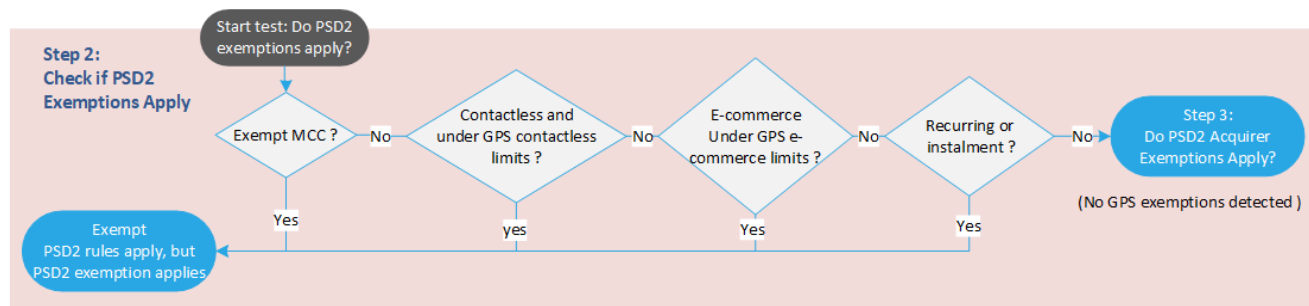 Start test: Do PSD2
exemptions apply?
Step 2:
Check if PSD2
Exemptions Apply
Exempt MCC ?
No
Contactless and
under GPS contactless
limits ?
No
E-commerce
Under GPS e-
commerce limits ?
No
Recurring or
instalment ?
No
Step 3:
Do PSD2 Acquirer
Exemptions Apply?
(No GPS exemptions detected )
Yes
yes
Yes
Yes
Exempt
PSD2 rules apply, but
PSD2 exemption applies